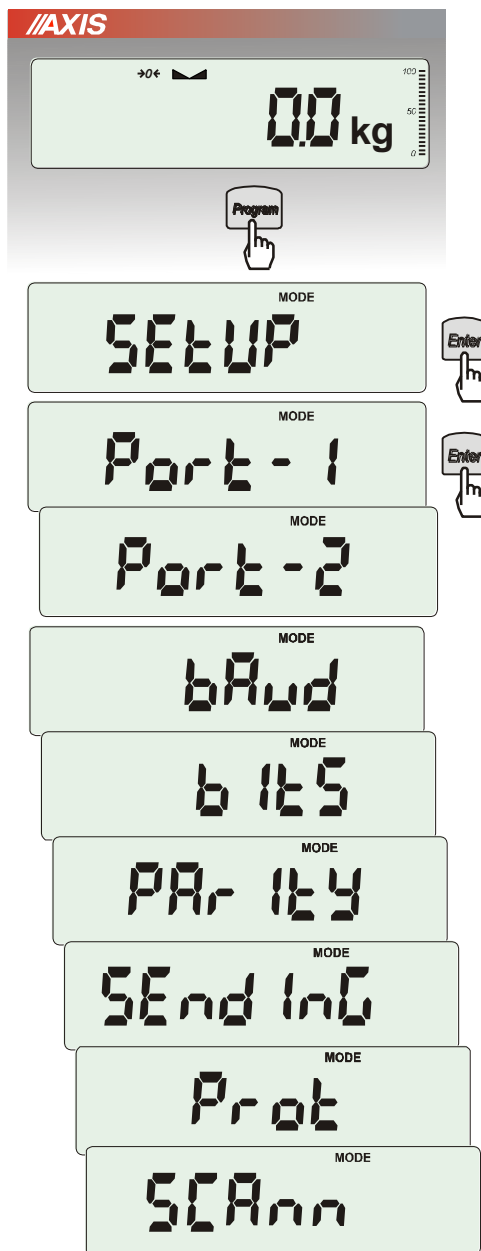 //AXIS
→0←
100
0.0 kg
50
0
Program
MODE
SEtUP
Enter
MODE
Port-1
Enter
MODE
Port-2
MODE
bAud
MODE
bItS
MODE
PArItY
MODE
SEndInG
MODE
Prot
MODE
SCAnn